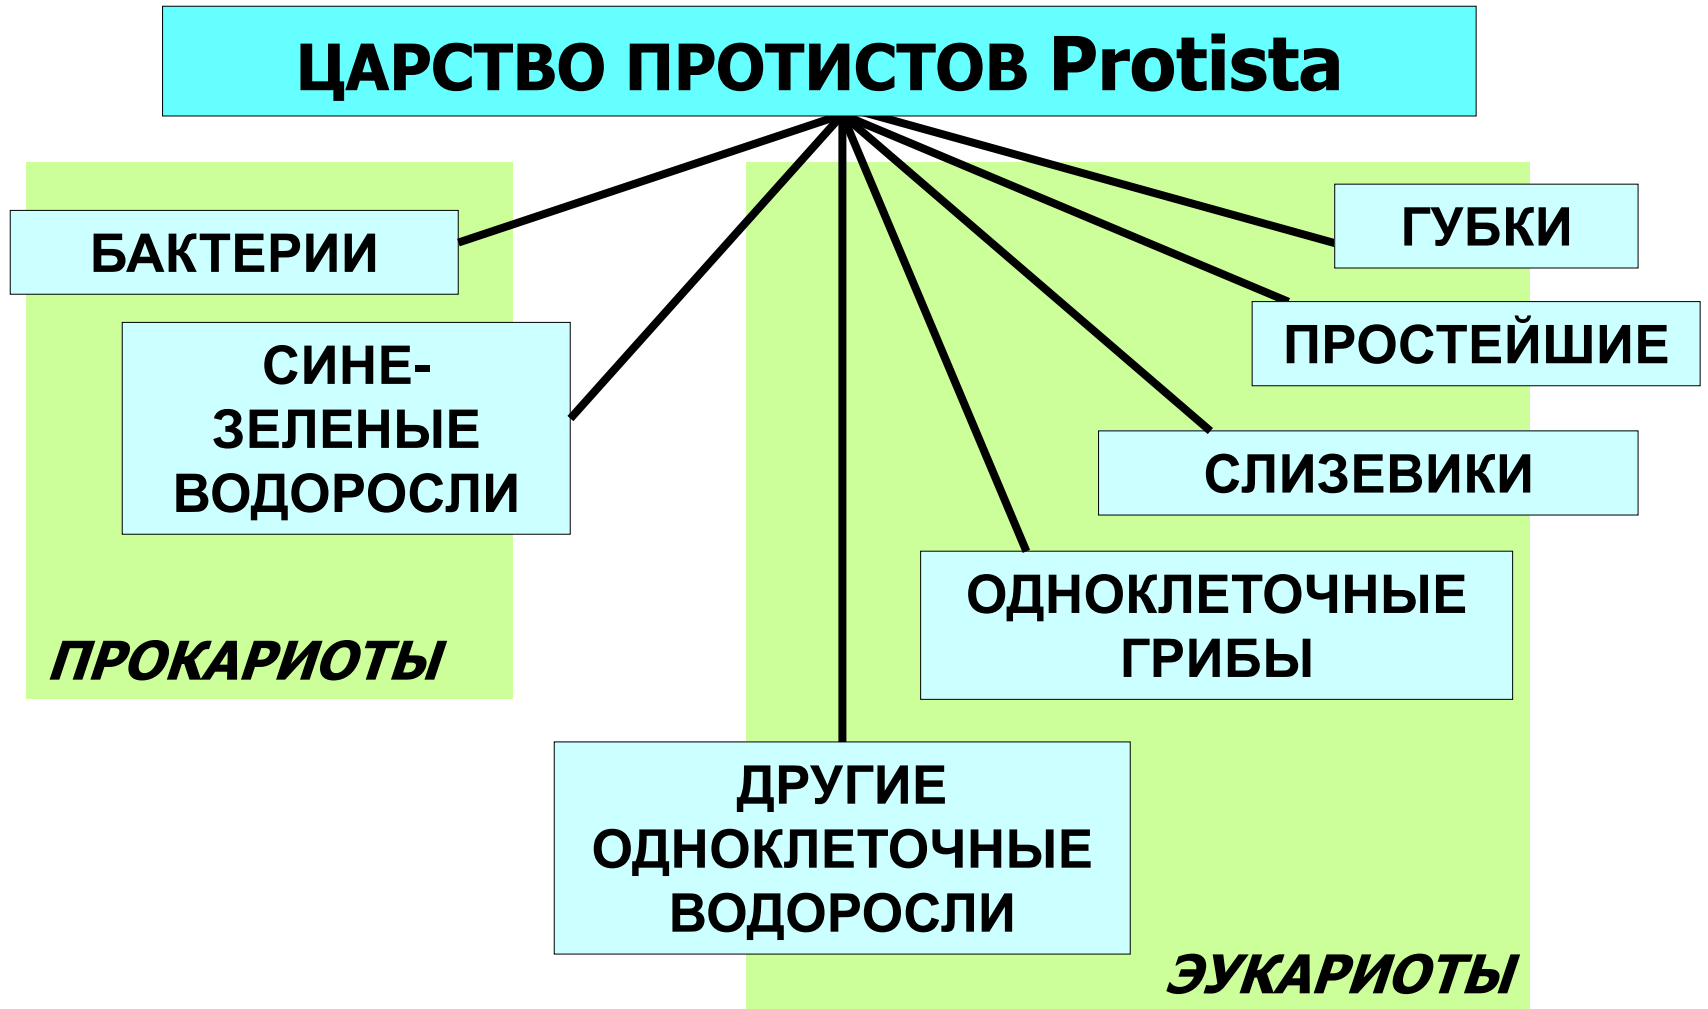 ЦАРСТВО ПРОТИСТОВ Protista
БАКТЕРИИ
СИНЕ-
ЗЕЛЕНЫЕ
ВОДОРОСЛИ
ПРОКАРИОТЫ
ГУБКИ
ПРОСТЕЙШИЕ
СЛИЗЕВИКИ
ОДНОКЛЕТОЧНЫЕ
ГРИБЫ
ДРУГИЕ
ОДНОКЛЕТОЧНЫЕ
ВОДОРОСЛИ
ЭУКАРИОТЫ